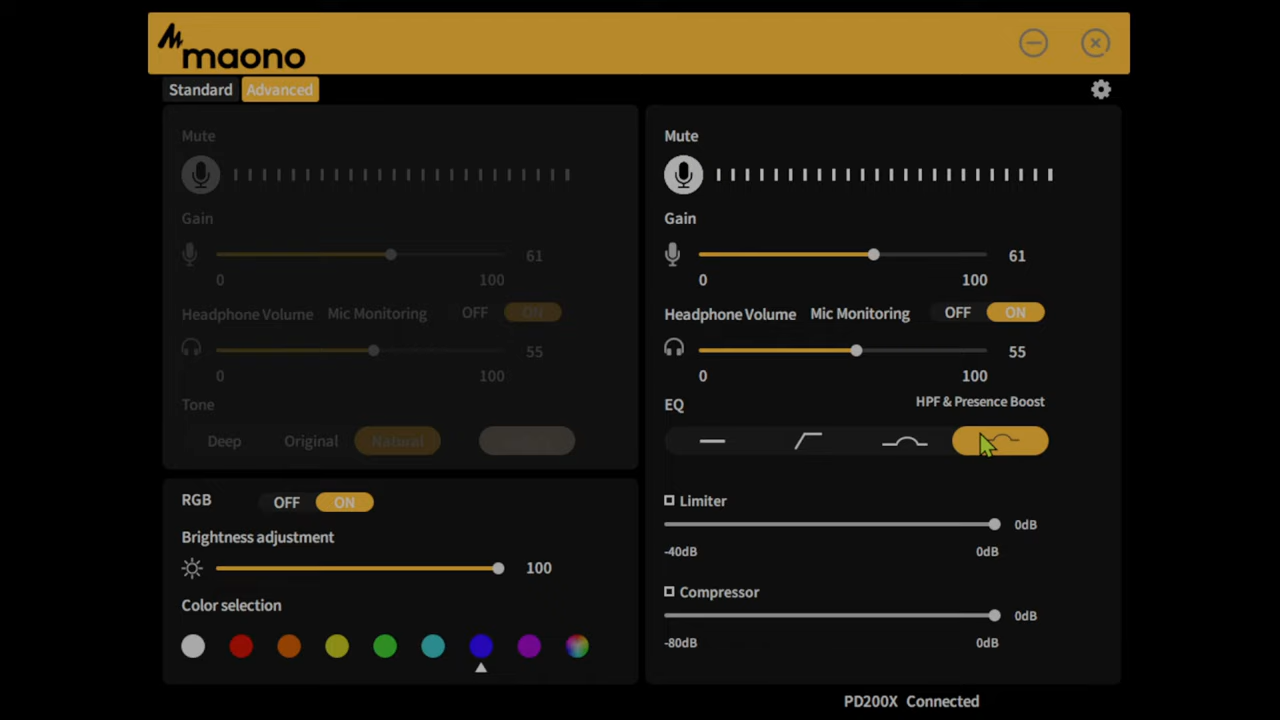 maono
Standard Advanced
Mute
Gain
61
0 100
Headphone Volume Mic Monitoring OFF ON
55
0 100
Tone
Deep Original Natural
RGB OFF ON
Brightness adjustment
100
Color selection
Mute
Gain
61
0 100
Headphone Volume Mic Monitoring OFF ON
55
0 100
EQ HPF & Presence Boost
Limiter
0dB
-40dB 0dB
Compressor
0dB
-80dB 0dB
PD200X Connected